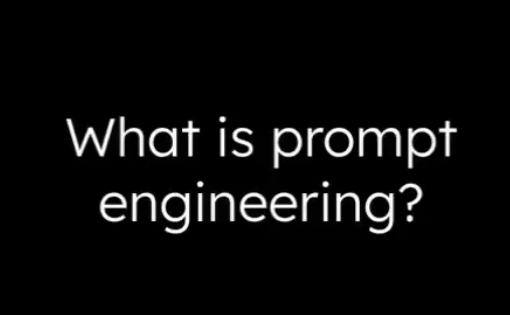 What is prompt
engineering?